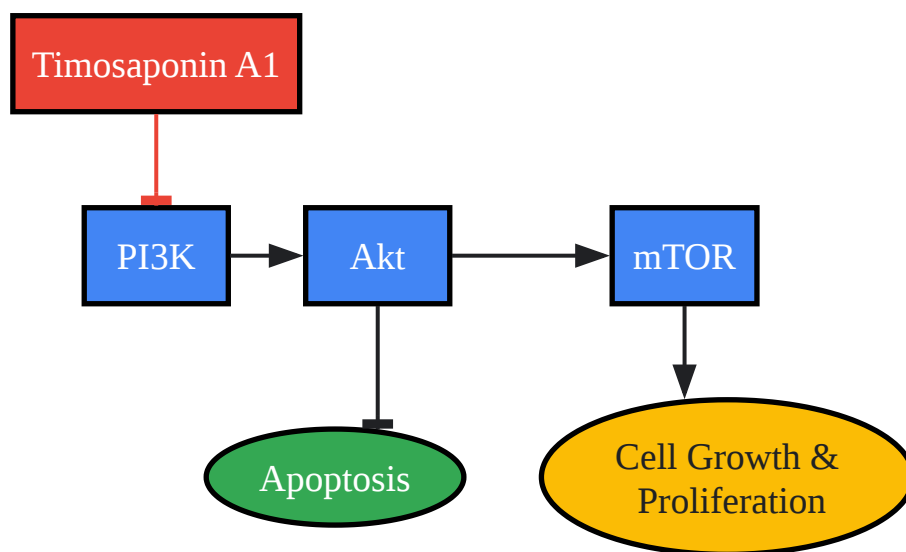 Timosaponin A1
PI3K
Akt
mTOR
Apoptosis
Cell Growth &
Proliferation